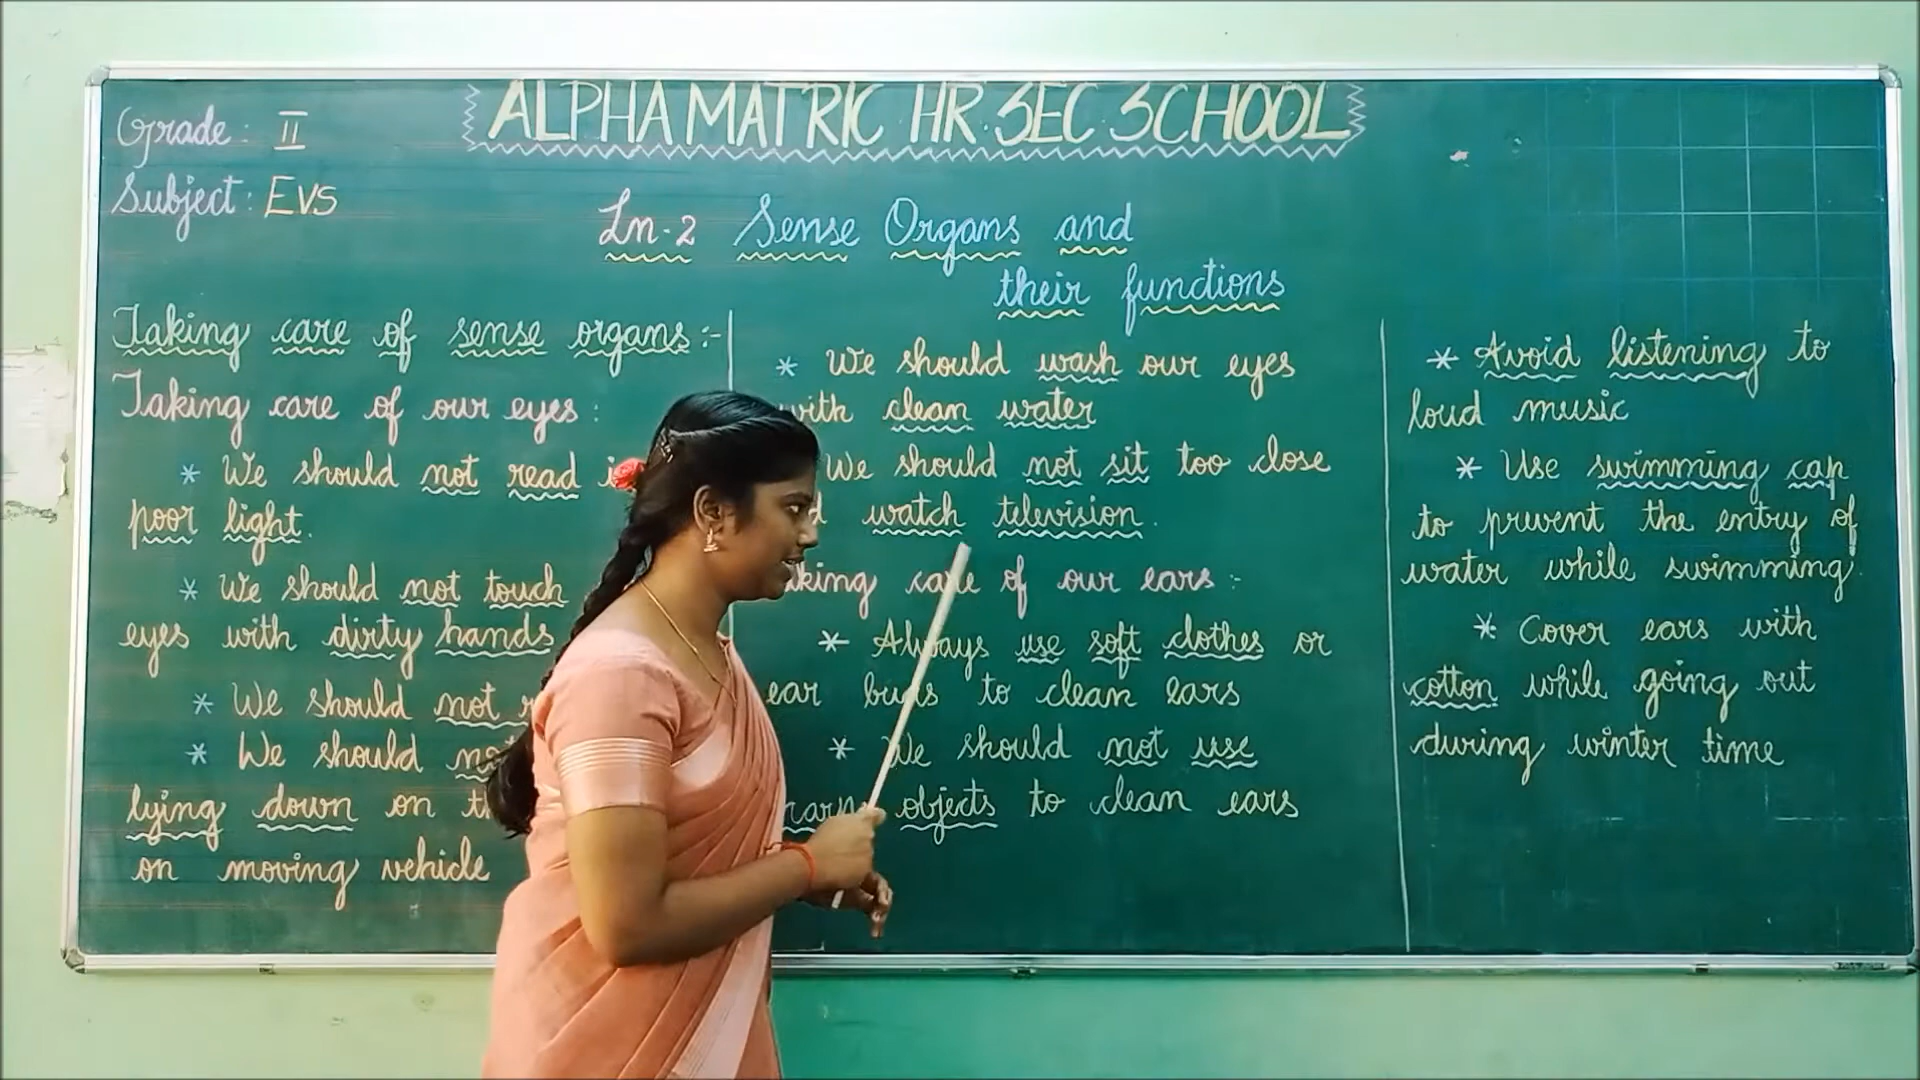 ALPHA MATRIC HR. SEC. SCHOOL
Grade : II
Subject : EVS
Ln-2 Sense Organs and
their functions
Taking care of sense organs:-
Taking care of our eyes :
* We should not read
poor light.
* We should not touch
eyes with dirty hands
* We should not
* We should
lying down on
on moving vehicle
* We should wash our eyes
with clean water
We should not sit too close
watch television.
care of our ears :-
* Always use soft clothes or
ear buds to clean ears
* We should not use
objects to clean ears
* Avoid listening to
loud music
* Use swimming cap
to prevent the entry of
water while swimming.
* Cover ears with
cotton while going out
during winter time